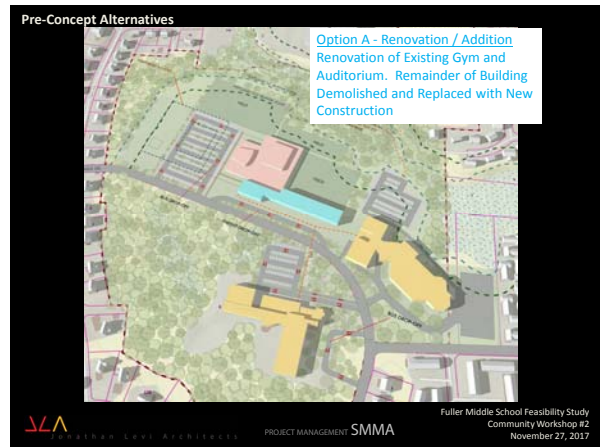 Pre-Concept Alternatives
Option A - Renovation / Addition
Renovation of Existing Gym and
Auditorium. Remainder of Building
Demolished and Replaced with New
Construction
JLA
Jonathan Levi Architects
PROJECT MANAGEMENT SMMA
Fuller Middle School Feasibility Study
Community Workshop #2
November 27, 2017